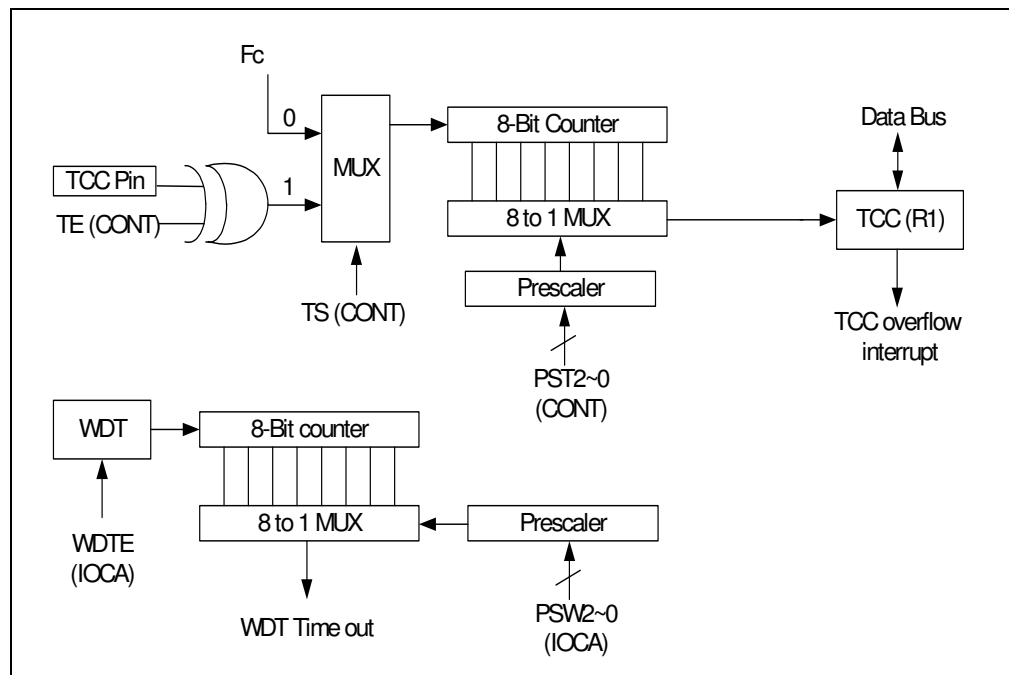 Fc
0
8-Bit Counter
Data Bus
MUX
TCC Pin
1
TE (CONT)
8 to 1 MUX
TCC (R1)
Prescaler
TS (CONT)
TCC overflow
interrupt
PST2~0
(CONT)
WDT
8-Bit counter
8 to 1 MUX
Prescaler
WDTE
(IOCA)
PSW2~0
(IOCA)
WDT Time out